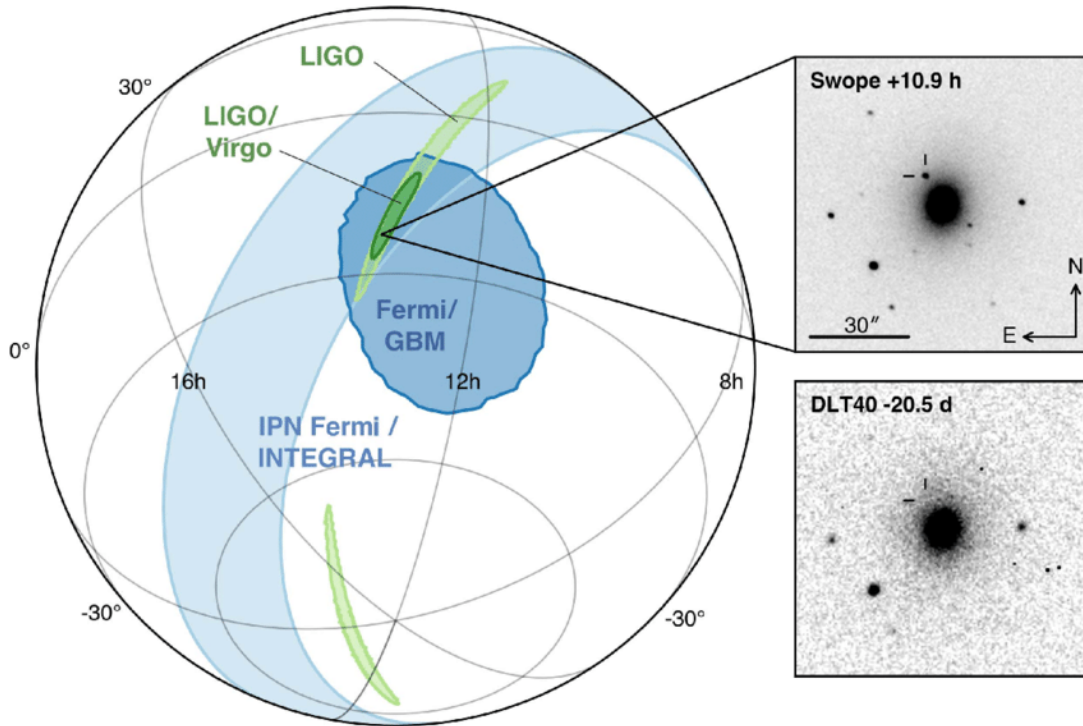 LIGO
30°
LIGO/
Virgo
Fermi/
GBM
0°
16h
12h
8h
IPN Fermi /
INTEGRAL
-30°
-30°
Swope +10.9 h
30″
N
E
DLT40 -20.5 d